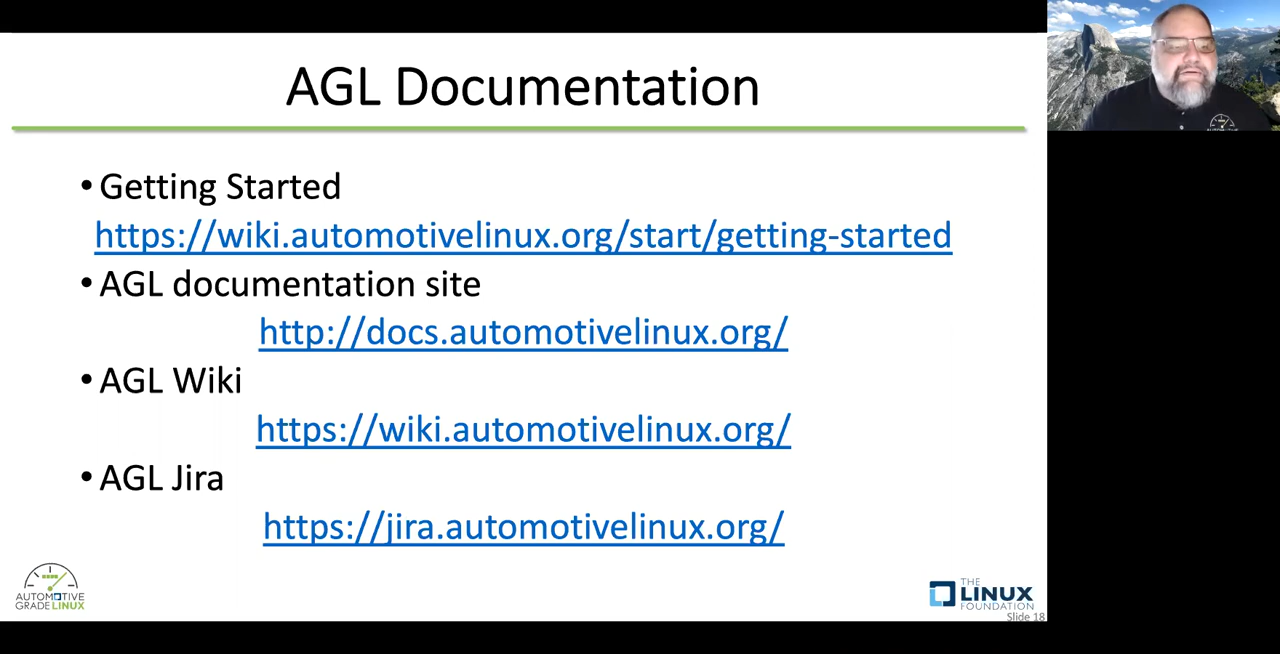 AGL Documentation
• Getting Started
https://wiki.automotivelinux.org/start/getting-started
• AGL documentation site
http://docs.automotivelinux.org/
• AGL Wiki
https://wiki.automotivelinux.org/
• AGL Jira
https://jira.automotivelinux.org/
AUTOMOTIVE
GRADE LINUX
THE
LINUX
FOUNDATION
Slide 18